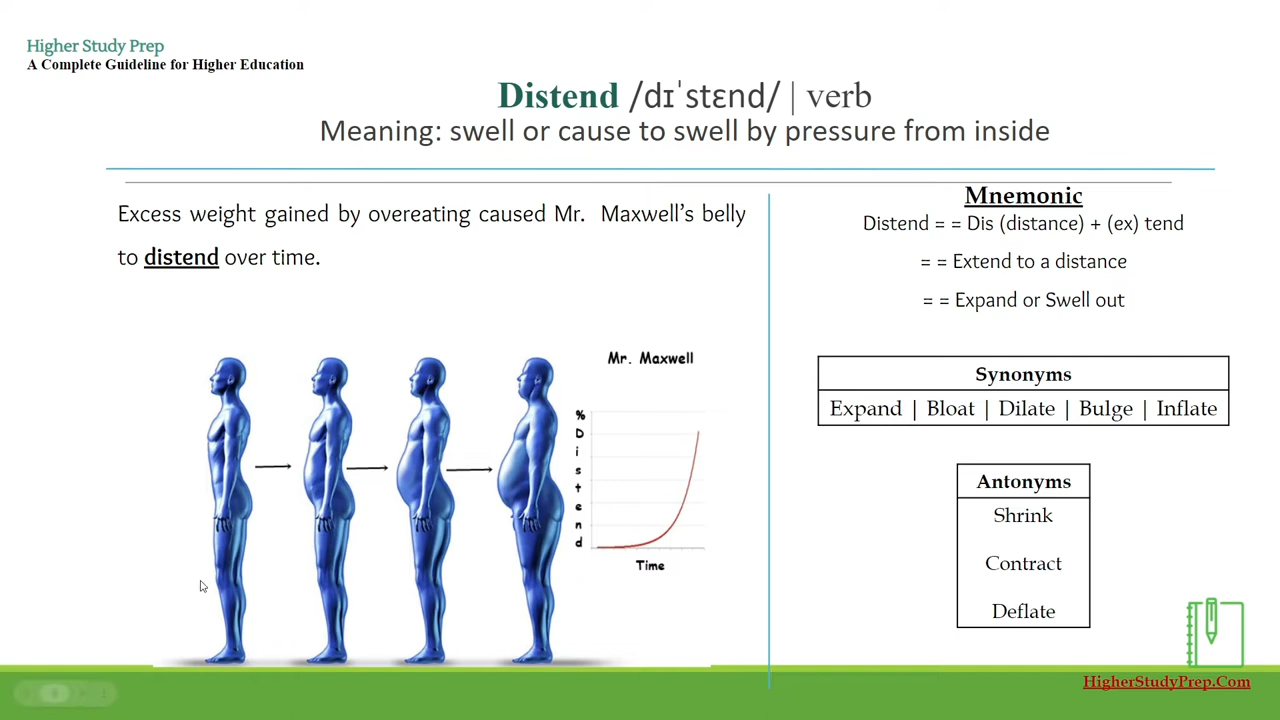 Higher Study Prep
A Complete Guideline for Higher Education
Distend /dɪˈstɛnd/ | verb
Meaning: swell or cause to swell by pressure from inside
Excess weight gained by overeating caused Mr. Maxwell’s belly
to distend over time.
Mr. Maxwell
% Distend
Time
Mnemonic
Distend = = Dis (distance) + (ex) tend
= = Extend to a distance
= = Expand or Swell out
Synonyms
Expand | Bloat | Dilate | Bulge | Inflate
Antonyms
Shrink
Contract
Deflate
HigherStudyPrep.Com